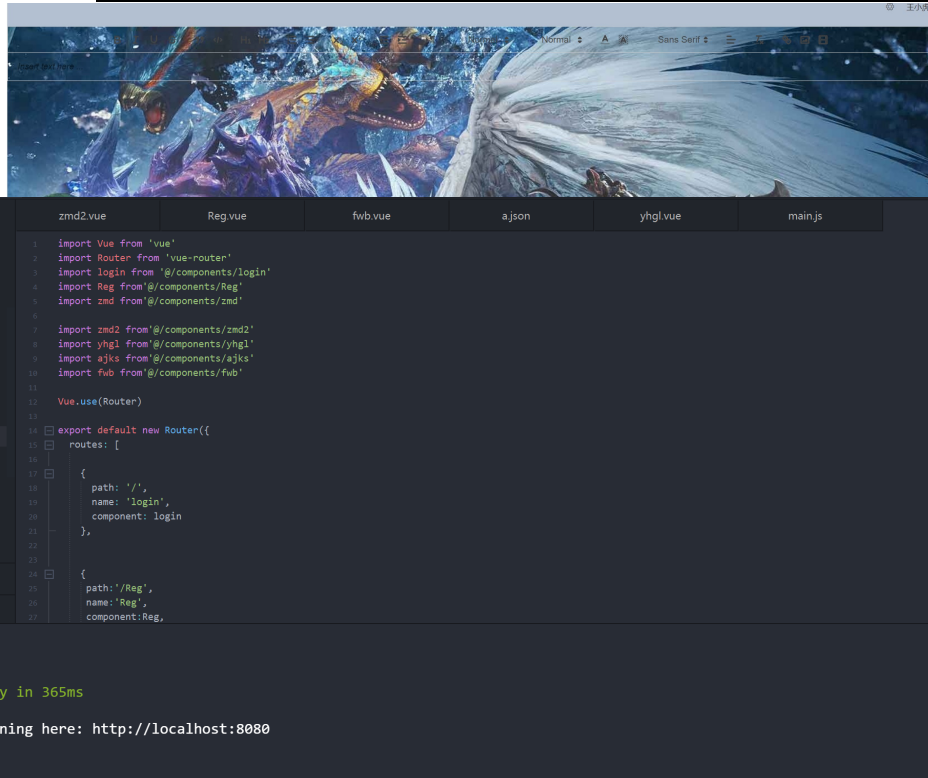 王小虎
Normal
Sans Serif
Insert text here ...
zmd2.vue
Reg.vue
fwb.vue
a.json
yhgl.vue
main.js
1 import Vue from 'vue'
2 import Router from 'vue-router'
3 import login from '@/components/login'
4 import Reg from'@/components/Reg'
5 import zmd from'@/components/zmd'
6
7 import zmd2 from'@/components/zmd2'
8 import yhgl from'@/components/yhgl'
9 import ajks from'@/components/ajks'
10 import fwb from'@/components/fwb'
11
12 Vue.use(Router)
13
14 export default new Router({
15 routes: [
16
17 {
18 path: '/',
19 name: 'login',
20 component: login
21 },
22
23
24 {
25 path:'/Reg',
26 name:'Reg',
27 component:Reg,
y in 365ms
ning here: http://localhost:8080